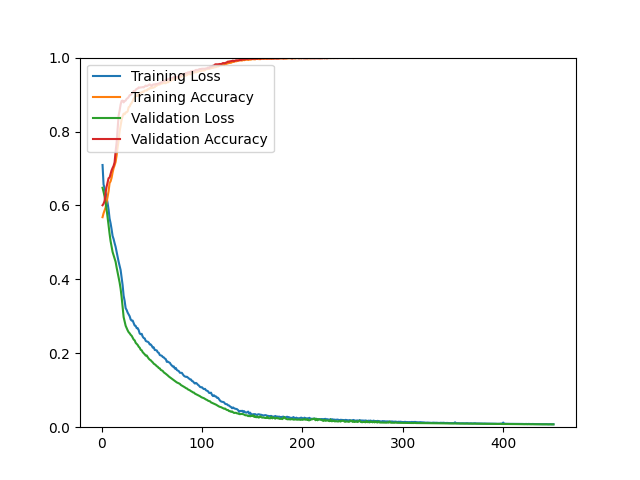 1.0
0.8
0.6
0.4
0.2
0.0
Training Loss
Training Accuracy
Validation Loss
Validation Accuracy
0 100 200 300 400